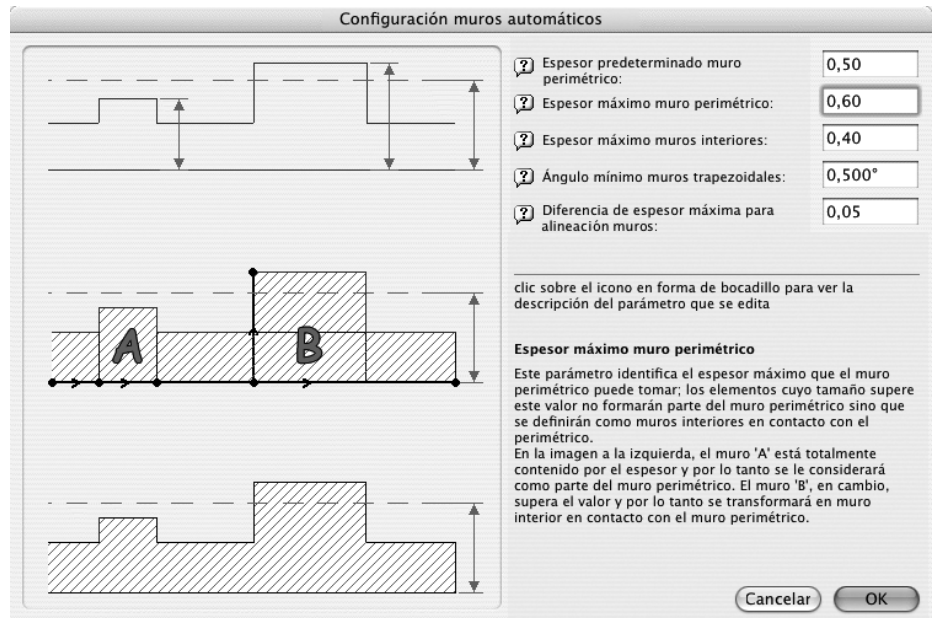 Configuración muros automáticos
Espesor predeterminado muro
perimétrico:
0,50
Espesor máximo muro perimétrico:
0,60
Espesor máximo muros interiores:
0,40
Ángulo mínimo muros trapezoidales:
0,500°
Diferencia de espesor máxima para
alineación muros:
0,05
clic sobre el icono en forma de bocadillo para ver la
descripción del parámetro que se edita
Espesor máximo muro perimétrico
Este parámetro identifica el espesor máximo que el muro
perimétrico puede tomar; los elementos cuyo tamaño supere
este valor no formarán parte del muro perimétrico sino que
se definirán como muros interiores en contacto con el
perimétrico.
En la imagen a la izquierda, el muro 'A' está totalmente
contenido por el espesor y por lo tanto se le considerará
como parte del muro perimétrico. El muro 'B', en cambio,
supera el valor y por lo tanto se transformará en muro
interior en contacto con el muro perimétrico.
A
B
Cancelar
OK